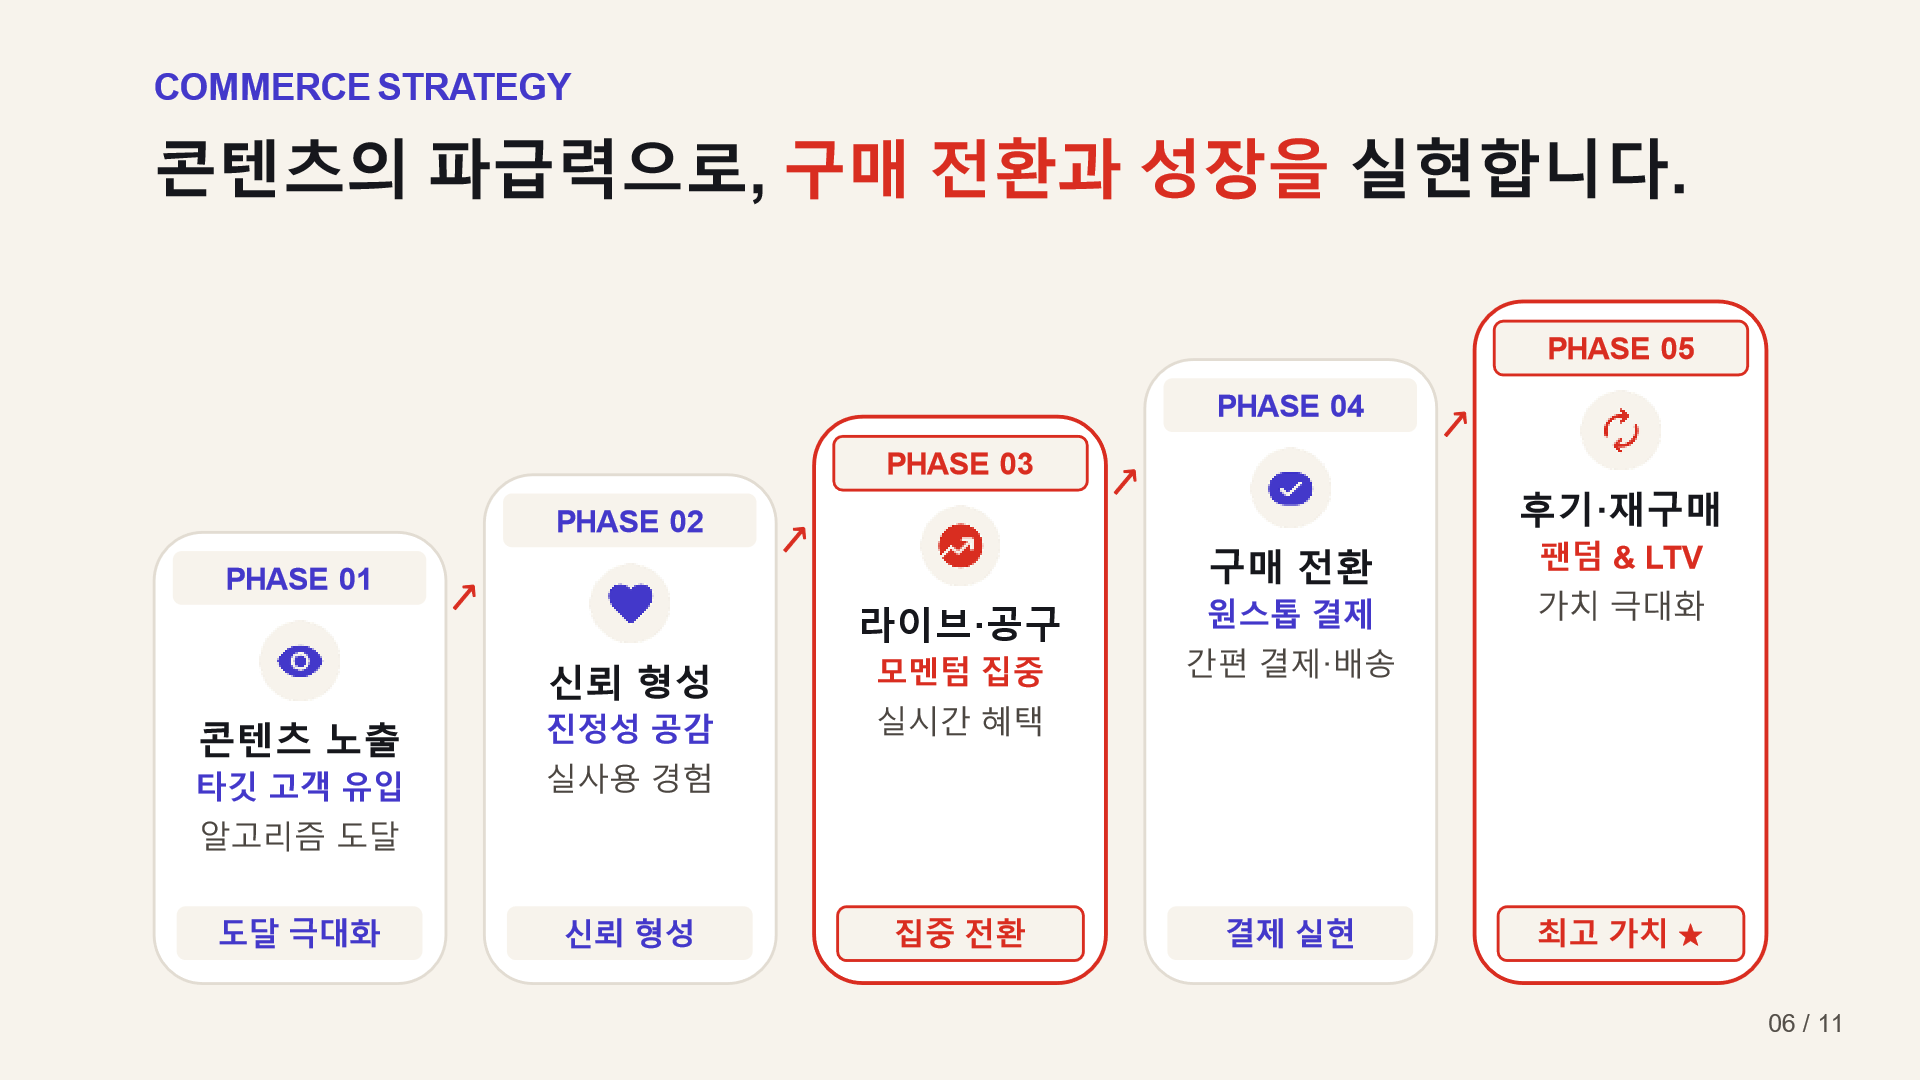 COMMERCE STRATEGY
콘텐츠의 파급력으로, 구매 전환과 성장을 실현합니다.
PHASE 01
콘텐츠 노출
타깃 고객 유입
알고리즘 도달
도달 극대화
↗
PHASE 02
신뢰 형성
진정성 공감
실사용 경험
신뢰 형성
↗
PHASE 03
라이브·공구
모멘텀 집중
실시간 혜택
집중 전환
↗
PHASE 04
구매 전환
원스톱 결제
간편 결제·배송
결제 실현
↗
PHASE 05
후기·재구매
팬덤 & LTV
가치 극대화
최고 가치 ★
06 / 11